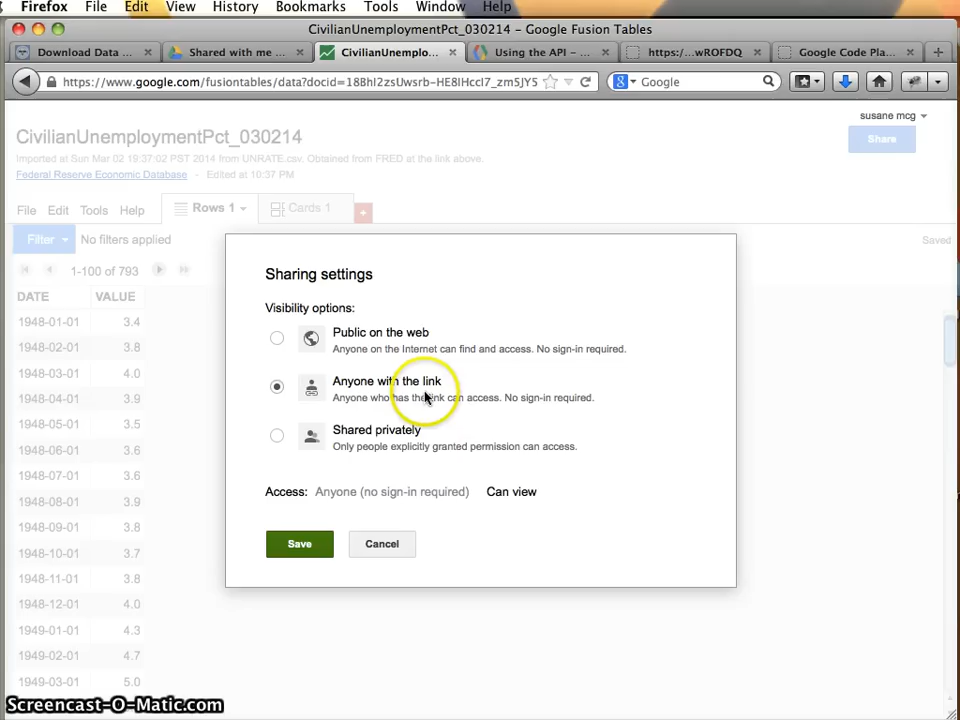 Firefox File Edit View History Bookmarks Tools Window Help
CivilianUnemploymentPct_030214 - Google Fusion Tables
Download Data ... Shared with me ... CivilianUnemplo... Using the API – ... https:/...wROFDQ Google Code Pla...
https://www.google.com/fusiontables/data?docid=18BhI2zsUwsrb-HE8IHccI7_zm5JY5 Google
susane mcg
CivilianUnemploymentPct_030214
Share
Imported at Sun Mar 02 19:37:02 PST 2014 from UNRATE.csv. Obtained from FRED at the link above.
Federal Reserve Economic Database - Edited at 10:37 PM
File Edit Tools Help Rows 1 Cards 1 +
Filter No filters applied Saved
1-100 of 793
DATE VALUE
1948-01-01 3.4
1948-02-01 3.8
1948-03-01 4.0
1948-04-01 3.9
1948-05-01 3.5
1948-06-01 3.6
1948-07-01 3.6
1948-08-01 3.9
1948-09-01 3.8
1948-10-01 3.7
1948-11-01 3.8
1948-12-01 4.0
1949-01-01 4.3
1949-02-01 4.7
1949-03-01 5.0
Sharing settings
Visibility options:
Public on the web
Anyone on the Internet can find and access. No sign-in required.
Anyone with the link
Anyone who has the link can access. No sign-in required.
Shared privately
Only people explicitly granted permission can access.
Access: Anyone (no sign-in required) Can view
Save Cancel
Screencast-O-Matic.com